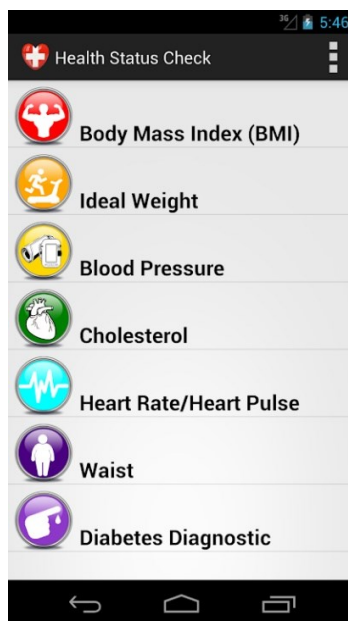 3G 5:46
Health Status Check
Body Mass Index (BMI)
Ideal Weight
Blood Pressure
Cholesterol
Heart Rate/Heart Pulse
Waist
Diabetes Diagnostic